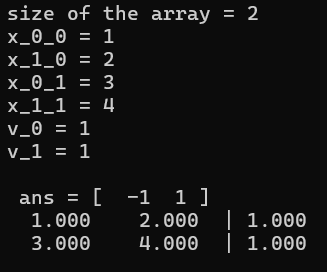 size of the array = 2
x_0_0 = 1
x_1_0 = 2
x_0_1 = 3
x_1_1 = 4
v_0 = 1
v_1 = 1
ans = [  -1  1 ]
1.000    2.000  | 1.000
3.000    4.000  | 1.000